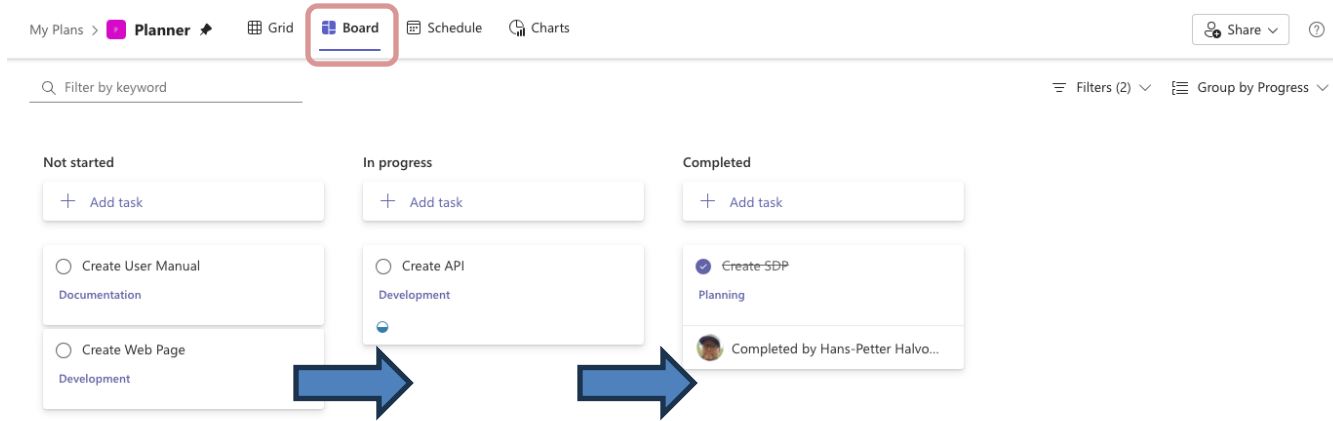 My Plans > Planner Grid Board Schedule Charts Share
Filter by keyword Filters (2) Group by Progress
Not started In progress Completed
+ Add task + Add task + Add task
Create User Manual Create API Create SDP
Documentation Development Planning
Create Web Page Completed by Hans-Petter Halvo...
Development